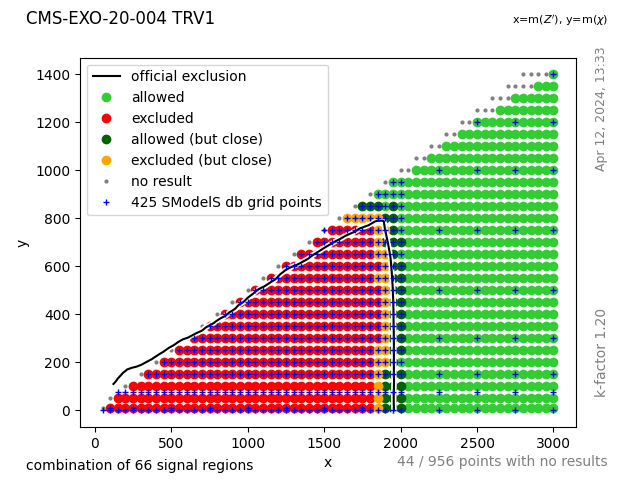 CMS-EXO-20-004 TRV1
x=m(Z′), y=m(χ)
official exclusion
allowed
excluded
allowed (but close)
excluded (but close)
no result
425 SModelS db grid points
Apr 12, 2024, 13:33
k-factor 1.20
y
1400
1200
1000
800
600
400
200
0
0
500
1000
1500
2000
2500
3000
x
combination of 66 signal regions
44 / 956 points with no results